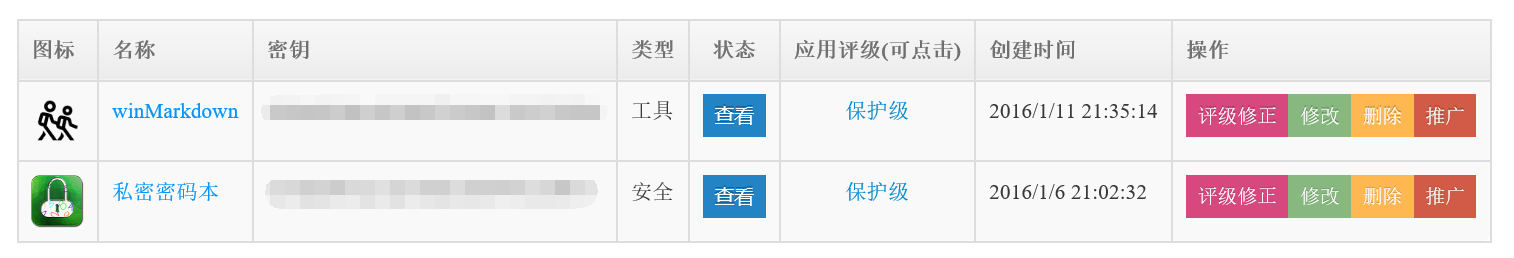 图标 名称 密钥 类型 状态 应用评级(可点击) 创建时间 操作
winMarkdown 工具 查看 保护级 2016/1/11 21:35:14 评级修正 修改 删除 推广
私密密码本 安全 查看 保护级 2016/1/6 21:02:32 评级修正 修改 删除 推广